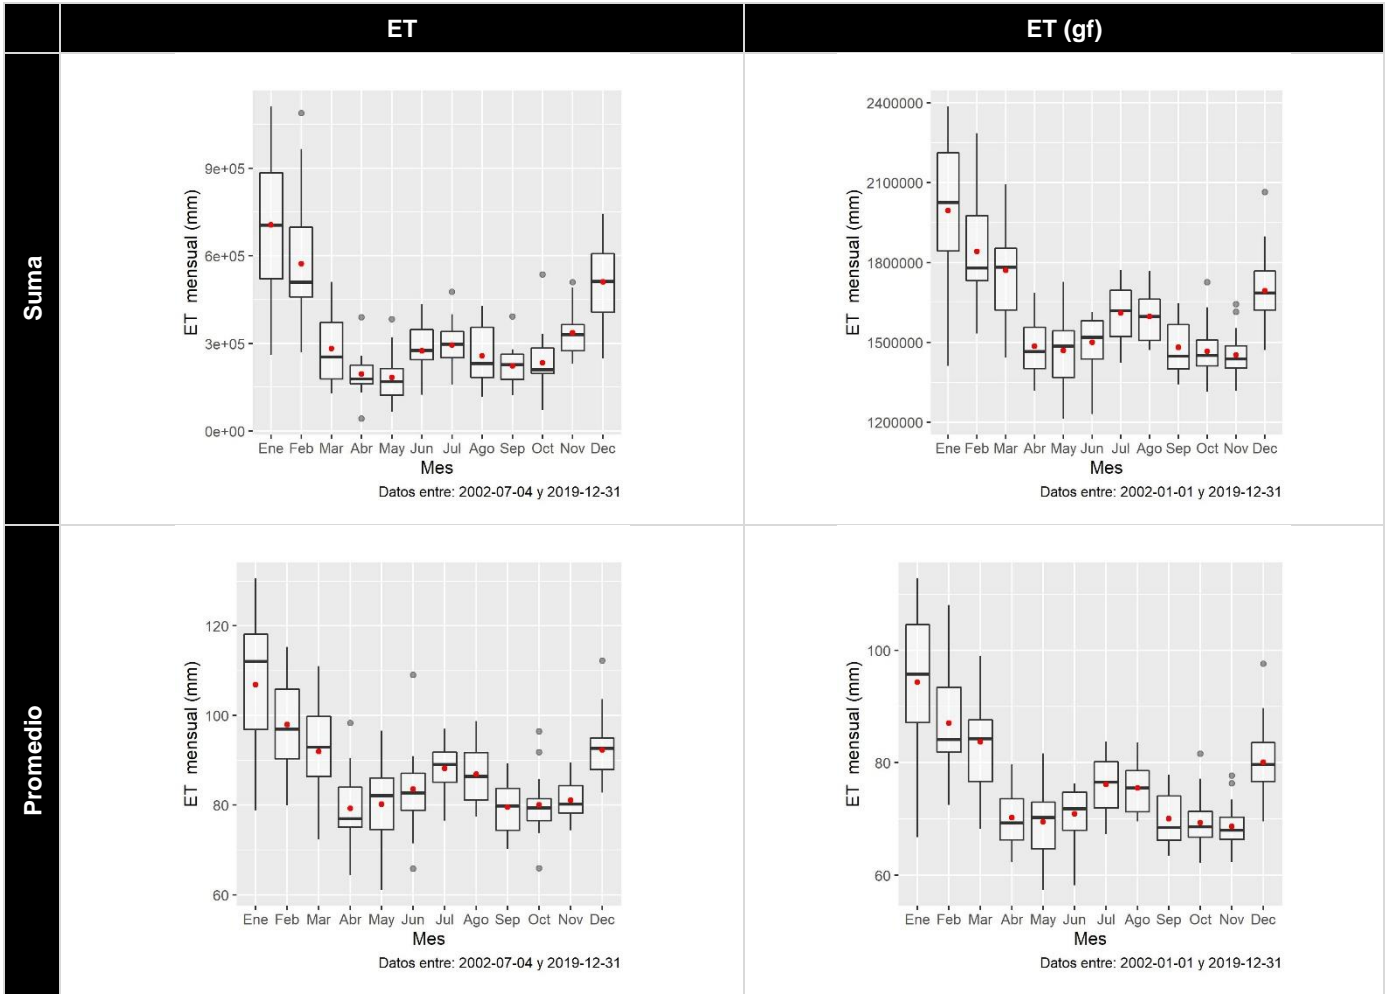 ET
ET (gf)
Suma
ET mensual (mm)
9e+05
6e+05
3e+05
0e+00
Ene Feb Mar Abr May Jun Jul Ago Sep Oct Nov Dec
Mes
Datos entre: 2002-07-04 y 2019-12-31
ET mensual (mm)
2400000
2100000
1800000
1500000
1200000
Ene Feb Mar Abr May Jun Jul Ago Sep Oct Nov Dec
Mes
Datos entre: 2002-01-01 y 2019-12-31
Promedio
ET mensual (mm)
120
100
80
60
Ene Feb Mar Abr May Jun Jul Ago Sep Oct Nov Dec
Mes
Datos entre: 2002-07-04 y 2019-12-31
ET mensual (mm)
100
80
60
Ene Feb Mar Abr May Jun Jul Ago Sep Oct Nov Dec
Mes
Datos entre: 2002-01-01 y 2019-12-31